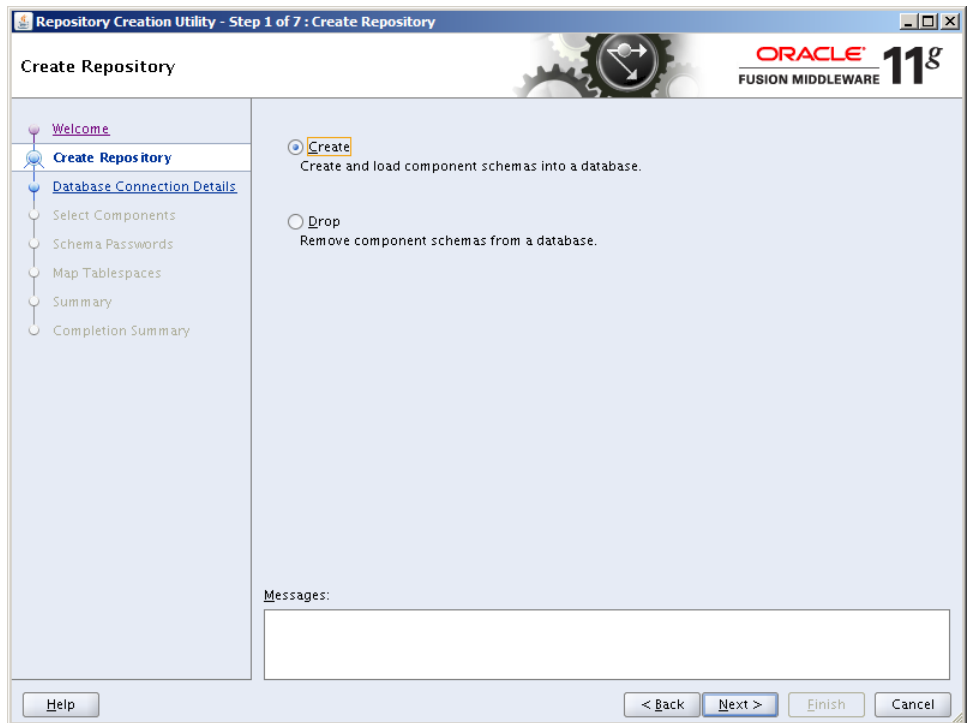 Repository Creation Utility - Step 1 of 7 : Create Repository
Create Repository
ORACLE
FUSION MIDDLEWARE
11g
Welcome
Create Repository
Database Connection Details
Select Components
Schema Passwords
Map Tablespaces
Summary
Completion Summary
Create
Create and load component schemas into a database.
Drop
Remove component schemas from a database.
Messages:
Help
< Back
Next >
Finish
Cancel